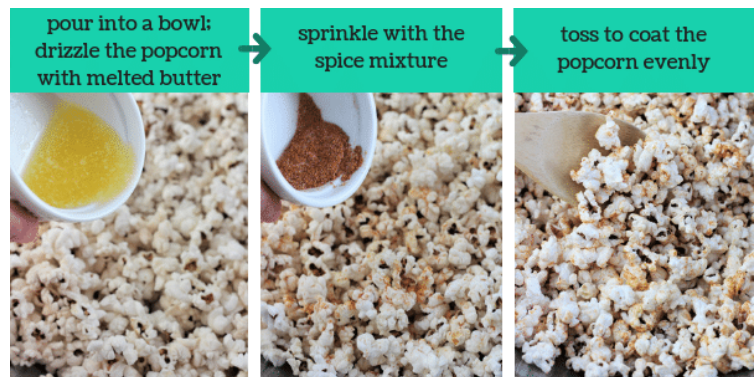 pour into a bowl;
drizzle the popcorn
with melted butter
sprinkle with the
spice mixture
toss to coat the
popcorn evenly